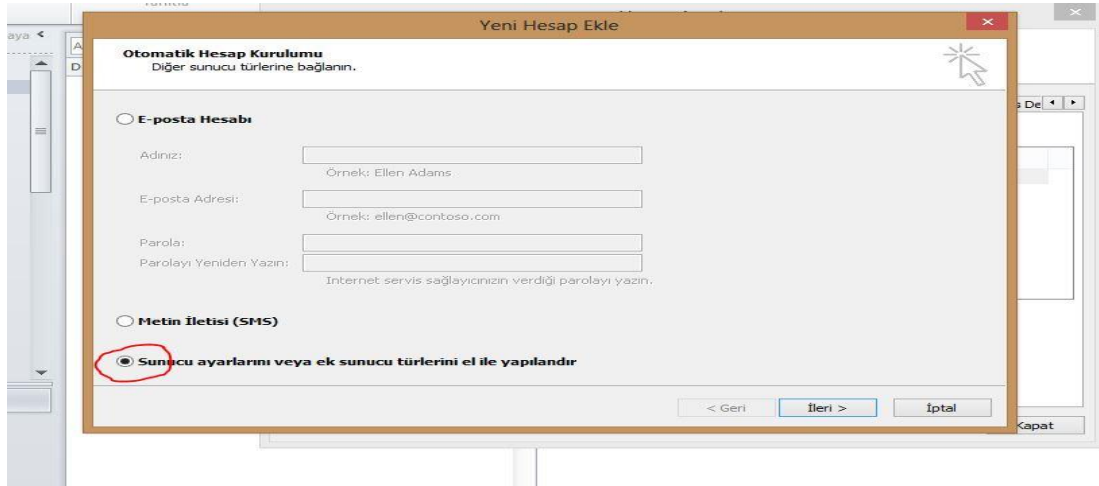 aya
Yeni Hesap Ekle
Otomatik Hesap Kurulumu
Diğer sunucu türlerine bağlanın.
E-posta Hesabı
Adınız:
Örnek: Ellen Adams
E-posta Adresi:
Örnek: ellen@contoso.com
Parola:
Parolayı Yeniden Yazın:
Internet servis sağlayıcınızın verdiği parolayı yazın.
Metin İletisi (SMS)
Sunucu ayarlarını veya ek sunucu türlerini el ile yapılandır
< Geri İleri > İptal
Kapat